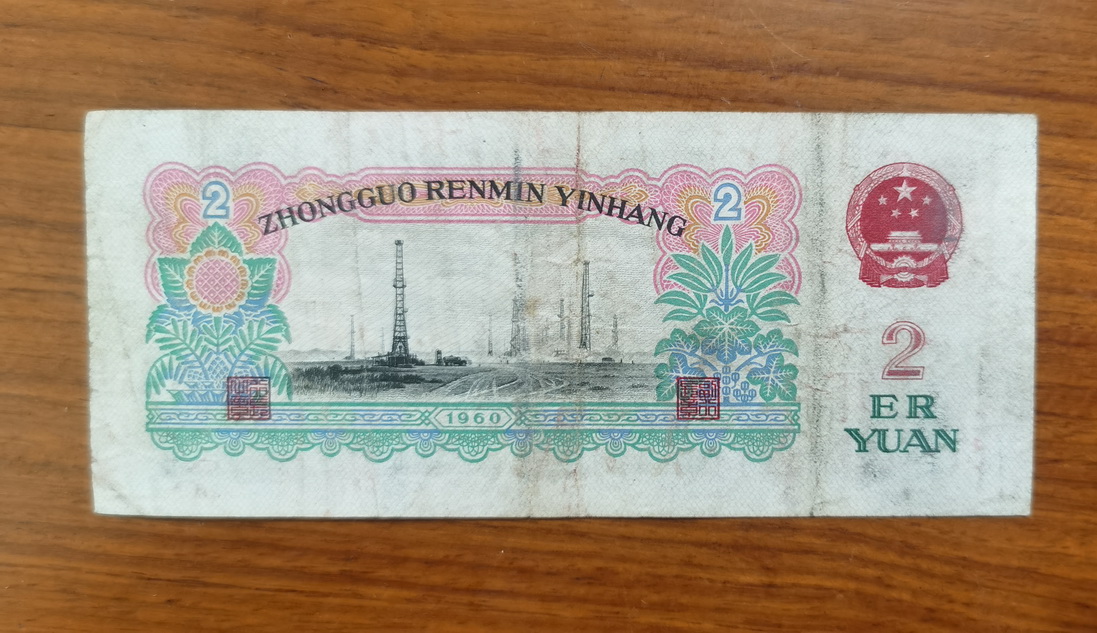 2
2
ZHONGGUO RENMIN YINHANG
2
ER
YUAN
1960